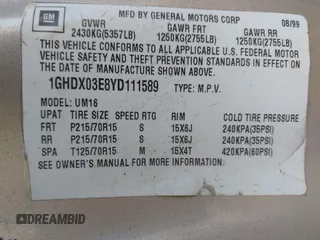 GM
MFD BY GENERAL MOTORS CORP 08/99
GVWR GAWR FRT GAWR RR
2430KG(5357LB) 1250KG(2755LB) 1250KG(2755LB)
THIS VEHICLE CONFORMS TO ALL APPLICABLE U.S. FEDERAL MOTOR
VEHICLE SAFETY AND THEFT PREVENTION STANDARDS IN EFFECT ON
THE DATE OF MANUFACTURE SHOWN ABOVE.
1GHDX03E8YD111589 TYPE: M.P.V.
MODEL: UM16
UPAT TIRE SIZE SPEED RTG RIM COLD TIRE PRESSURE
FRT P215/70R15 S 15X6J 240KPA(35PSI)
RR P215/70R15 S 15X6J 240KPA(35PSI)
SPA T125/70R15 M 15X4T 420KPA(60PSI)
SEE OWNER'S MANUAL FOR MORE INFORMATION.
DREAMBID